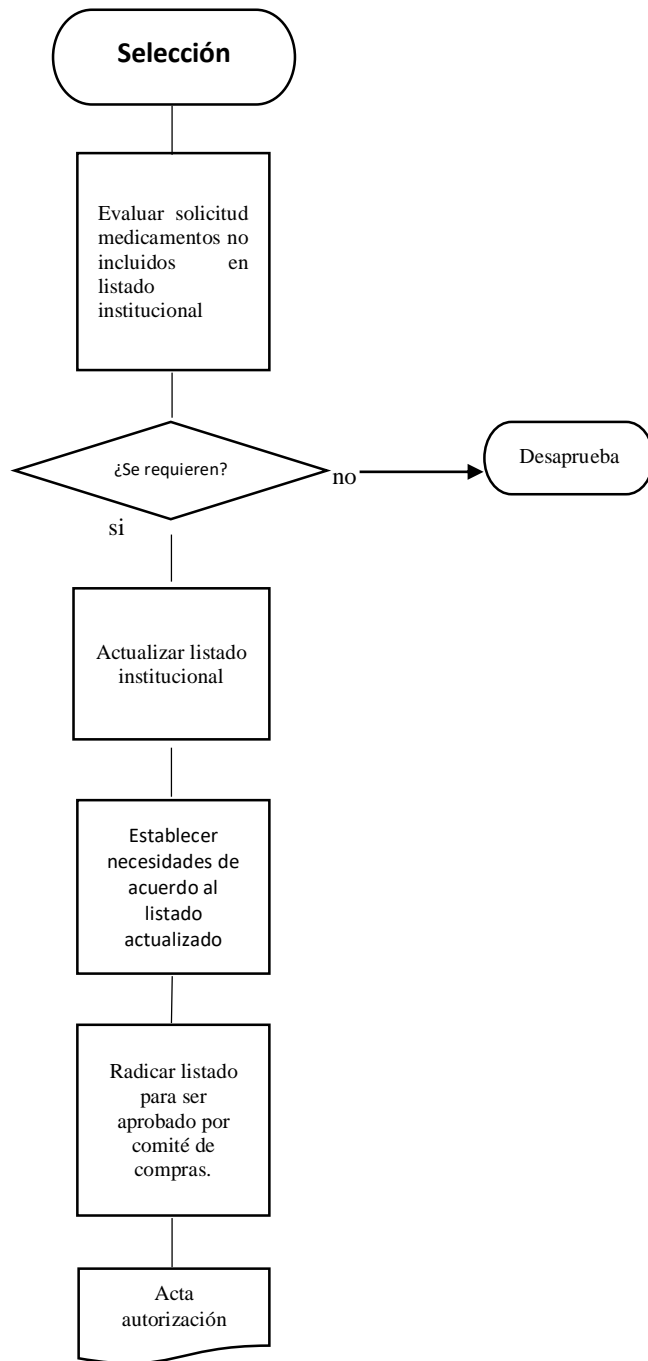 Selección
Evaluar solicitud
medicamentos no
incluidos en
listado
institucional
¿Se requieren?
no
Desaprueba
si
Actualizar listado
institucional
Establecer
necesidades de
acuerdo al
listado
actualizado
Radicar listado
para ser
aprobado por
comité de
compras.
Acta
autorización